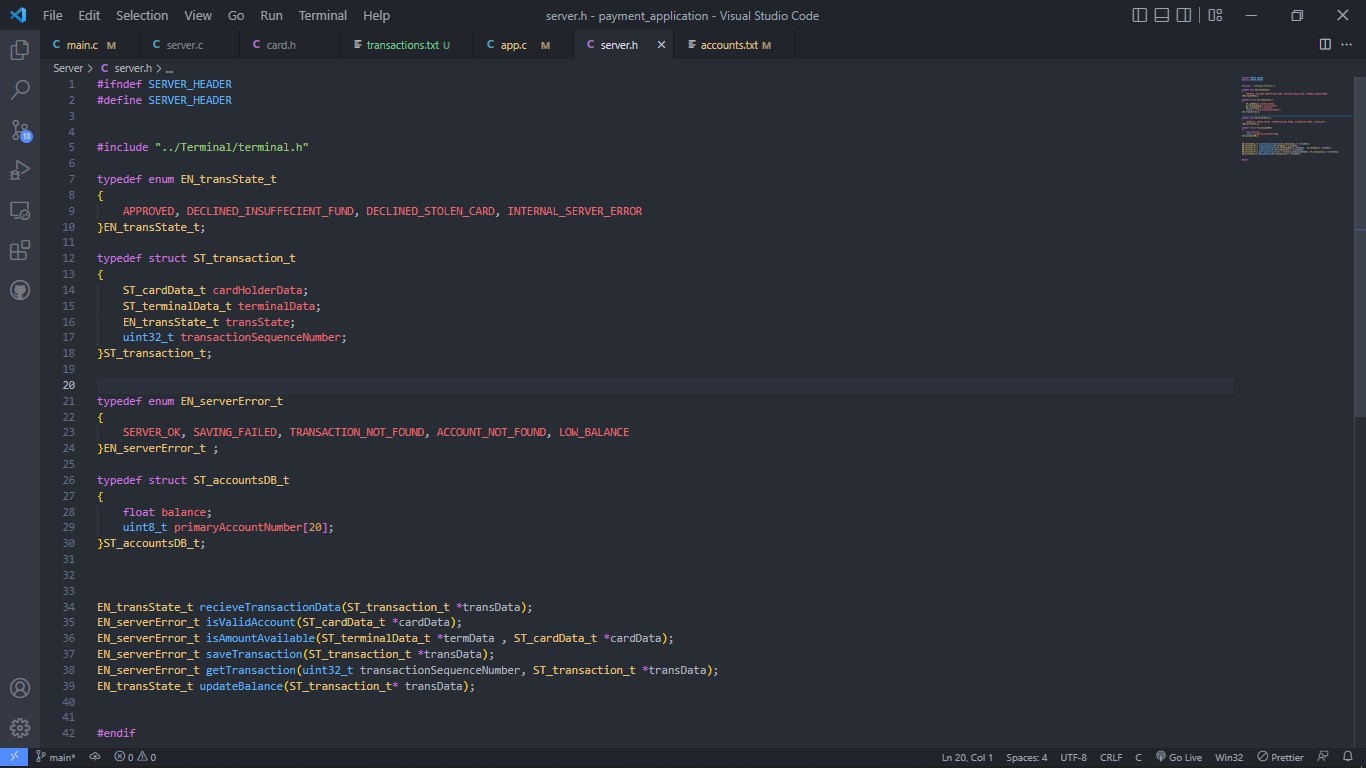 File Edit Selection View Go Run Terminal Help server.h - payment_application - Visual Studio Code
main.c M server.c card.h transactions.txt U app.c M server.h accounts.txt M
Server > server.h > ...
1 #ifndef SERVER_HEADER
2 #define SERVER_HEADER
3
4
5 #include "../Terminal/terminal.h"
6
7 typedef enum EN_transState_t
8 {
9 APPROVED, DECLINED_INSUFFECIENT_FUND, DECLINED_STOLEN_CARD, INTERNAL_SERVER_ERROR
10 }EN_transState_t;
11
12 typedef struct ST_transaction_t
13 {
14 ST_cardData_t cardHolderData;
15 ST_terminalData_t terminalData;
16 EN_transState_t transState;
17 uint32_t transactionSequenceNumber;
18 }ST_transaction_t;
19
20
21 typedef enum EN_serverError_t
22 {
23 SERVER_OK, SAVING_FAILED, TRANSACTION_NOT_FOUND, ACCOUNT_NOT_FOUND, LOW_BALANCE
24 }EN_serverError_t ;
25
26 typedef struct ST_accountsDB_t
27 {
28 float balance;
29 uint8_t primaryAccountNumber[20];
30 }ST_accountsDB_t;
31
32
33
34 EN_transState_t recieveTransactionData(ST_transaction_t *transData);
35 EN_serverError_t isValidAccount(ST_cardData_t *cardData);
36 EN_serverError_t isAmountAvailable(ST_terminalData_t *termData , ST_cardData_t *cardData);
37 EN_serverError_t saveTransaction(ST_transaction_t *transData);
38 EN_serverError_t getTransaction(uint32_t transactionSequenceNumber, ST_transaction_t *transData);
39 EN_transState_t updateBalance(ST_transaction_t* transData);
40
41
42 #endif
13
main* 0 0 Ln 20, Col 1 Spaces: 4 UTF-8 CRLF C Go Live Win32 Prettier